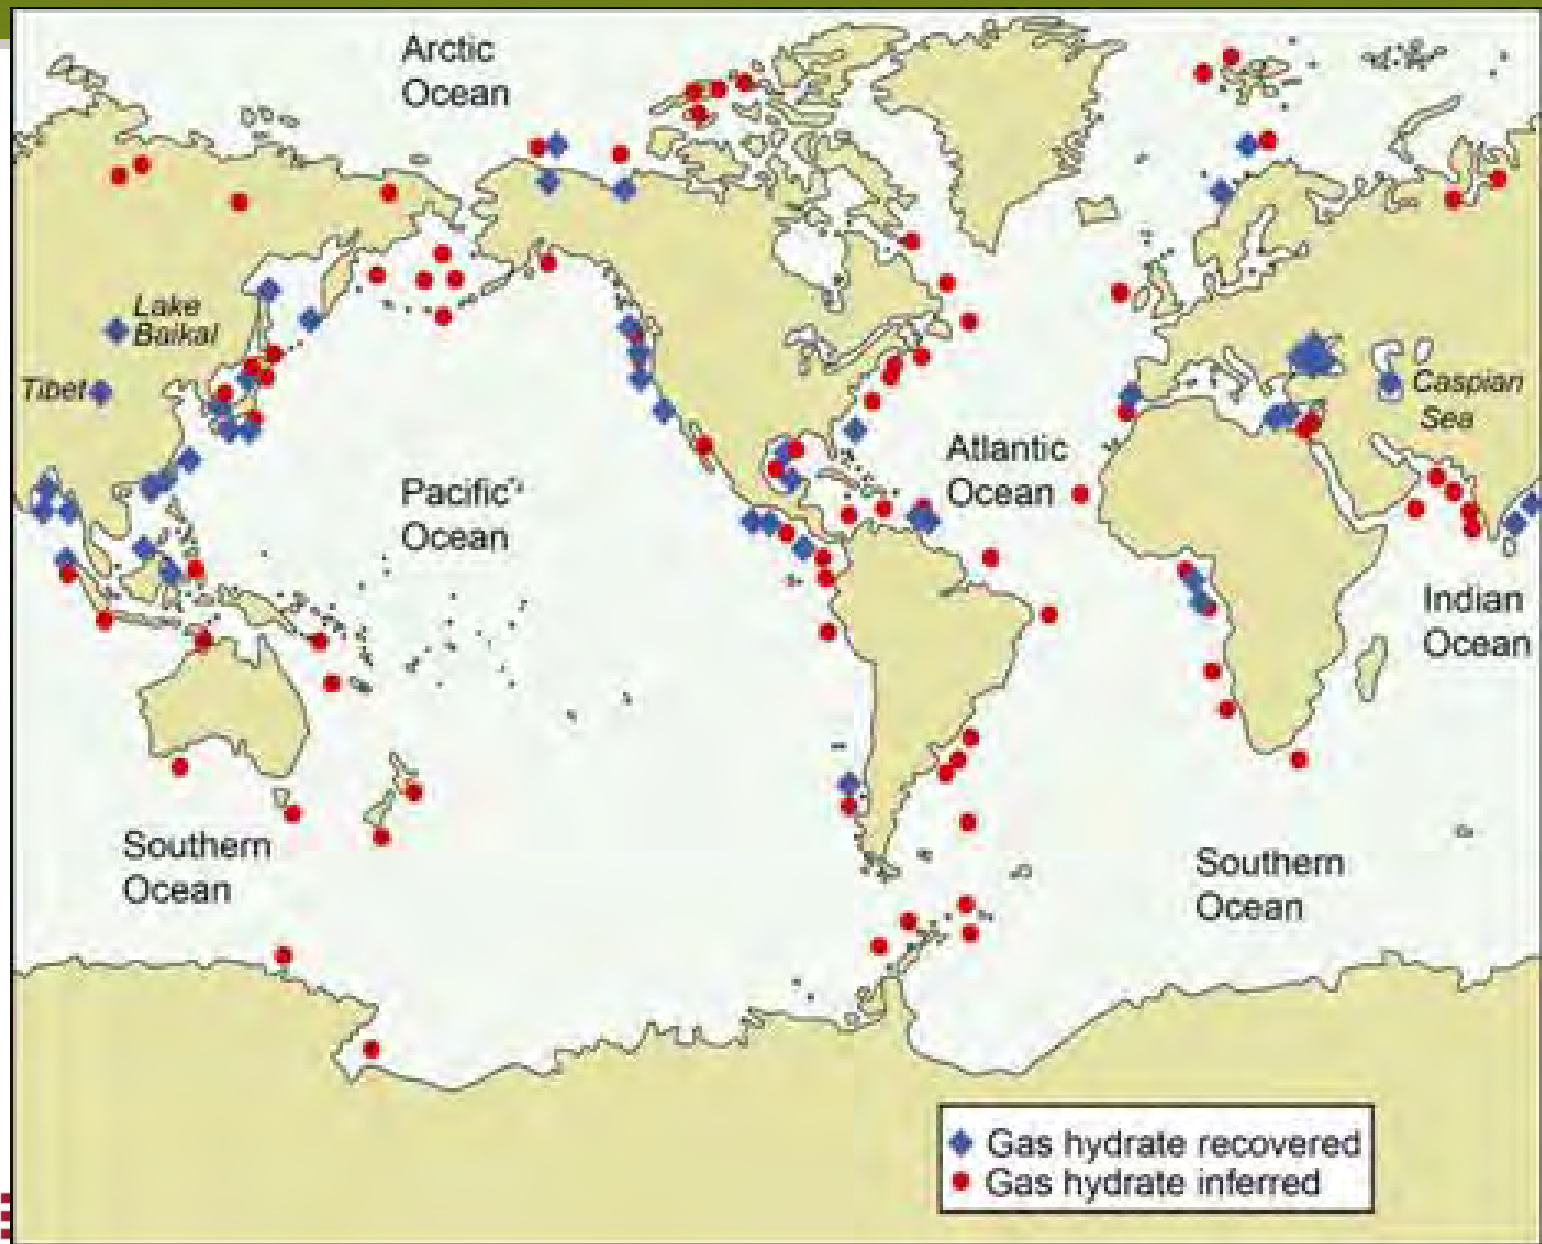 Arctic
Ocean
Lake
Baikal
Tibet
Caspian
Sea
Atlantic
Ocean
Pacific
Ocean
Indian
Ocean
Southern
Ocean
Southern
Ocean
Gas hydrate recovered
Gas hydrate inferred